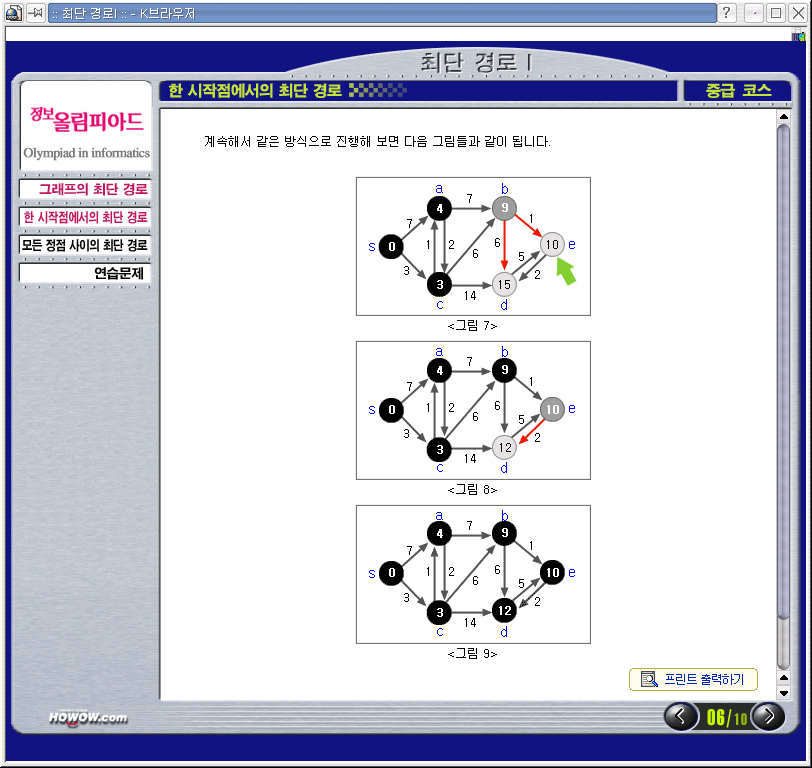 :: 최단 경로I :: - K브라우저
최단 경로 I
정보올림피아드
Olympiad in informatics
그래프의 최단 경로
한 시작점에서의 최단 경로
모든 정점 사이의 최단 경로
연습문제
한 시작점에서의 최단 경로
중급 코스
계속해서 같은 방식으로 진행해 보면 다음 그림들과 같이 됩니다.
a b
4 7 9
7 1
s 0 1 2 6 6 10 e
3 5 2
3 14 15
c d
<그림 7>
a b
4 7 9
7 1
s 0 1 2 6 6 10 e
3 5 2
3 14 12
c d
<그림 8>
a b
4 7 9
7 1
s 0 1 2 6 6 10 e
3 5 2
3 14 12
c d
<그림 9>
프린트 출력하기
HOWOW.com
06/10